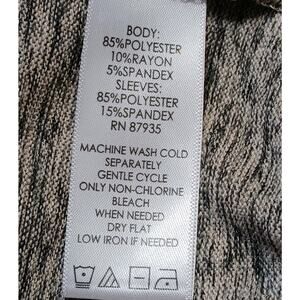 BODY:
85%POLYESTER
10%RAYON
5%SPANDEX
SLEEVES:
85%POLYESTER
15%SPANDEX
RN 87935
MACHINE WASH COLD
SEPARATELY
GENTLE CYCLE
ONLY NON-CHLORINE
BLEACH
WHEN NEEDED
DRY FLAT
LOW IRON IF NEEDED